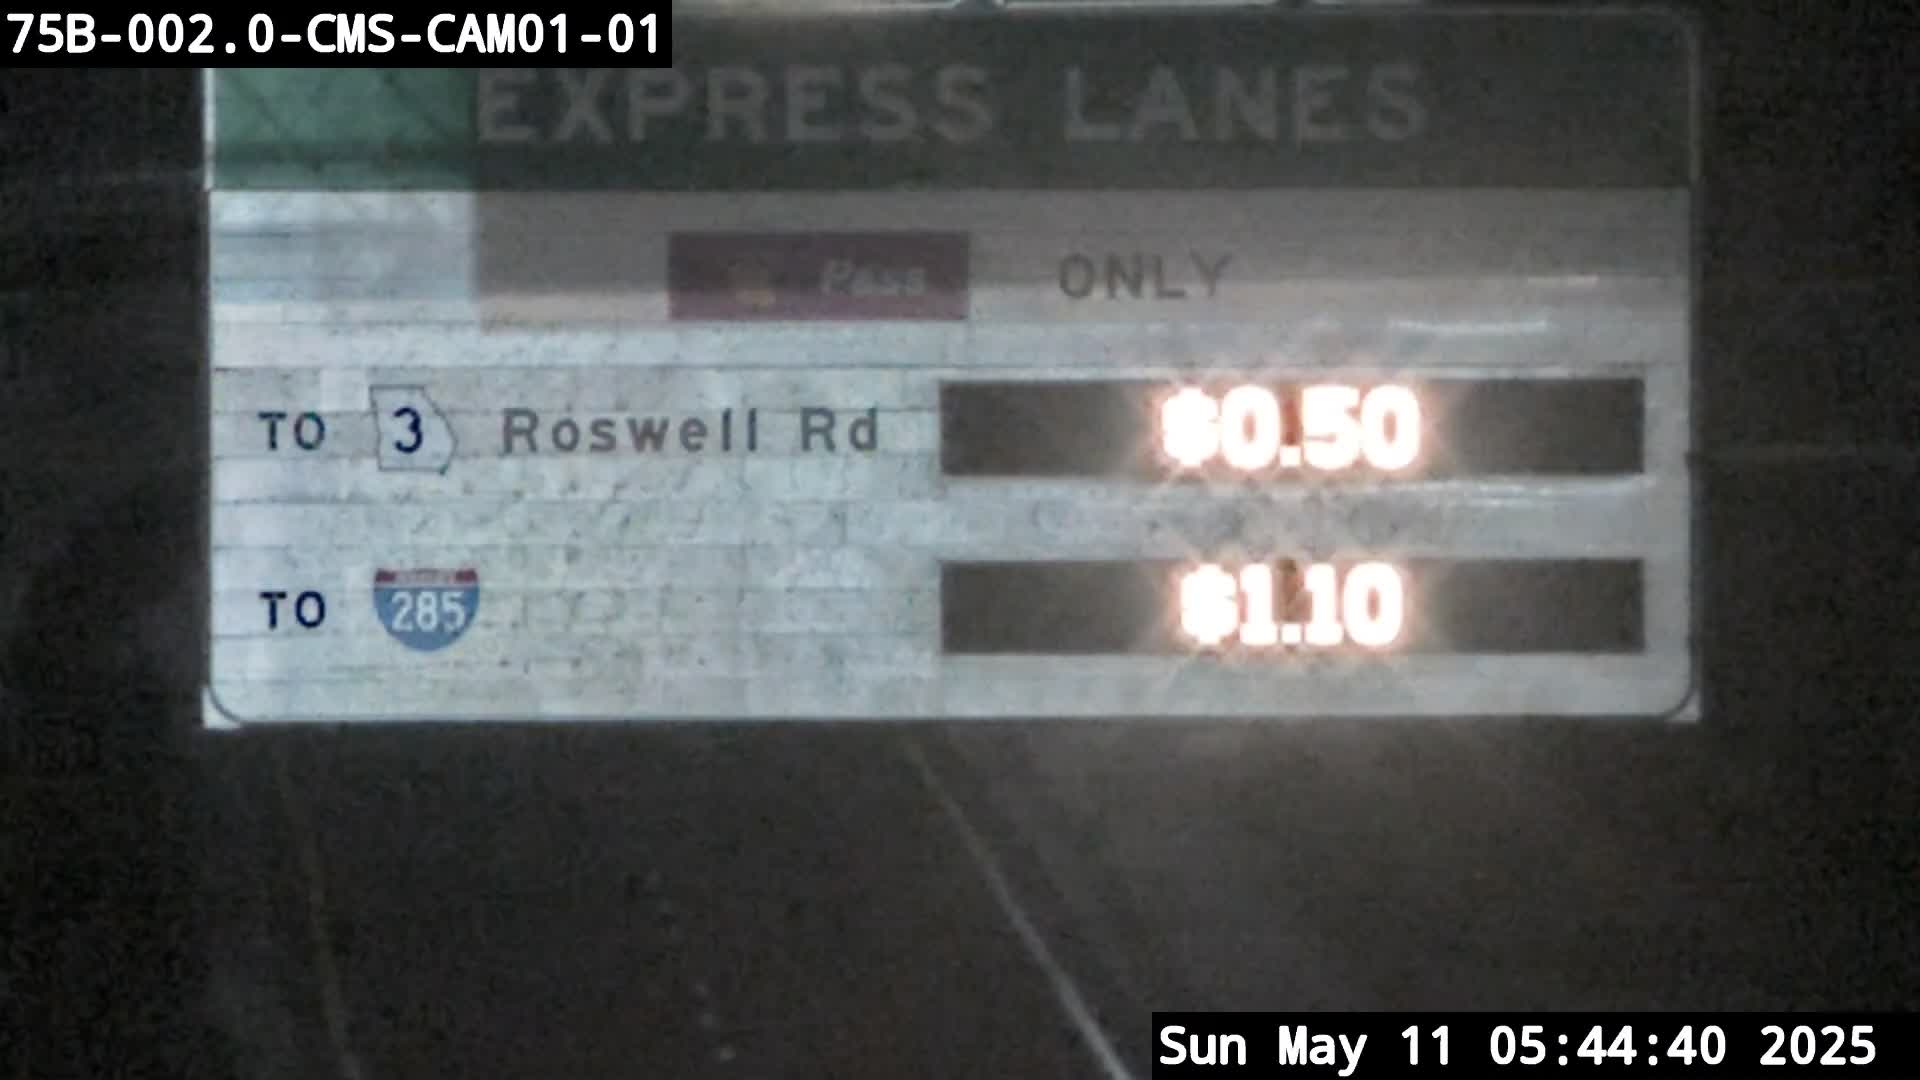 75B-002.0-CMS-CAM01-01
EXPRESS LANES
Pass ONLY
TO 3 Roswell Rd $0.50
TO 285 $1.10
Sun May 11 05:44:40 2025